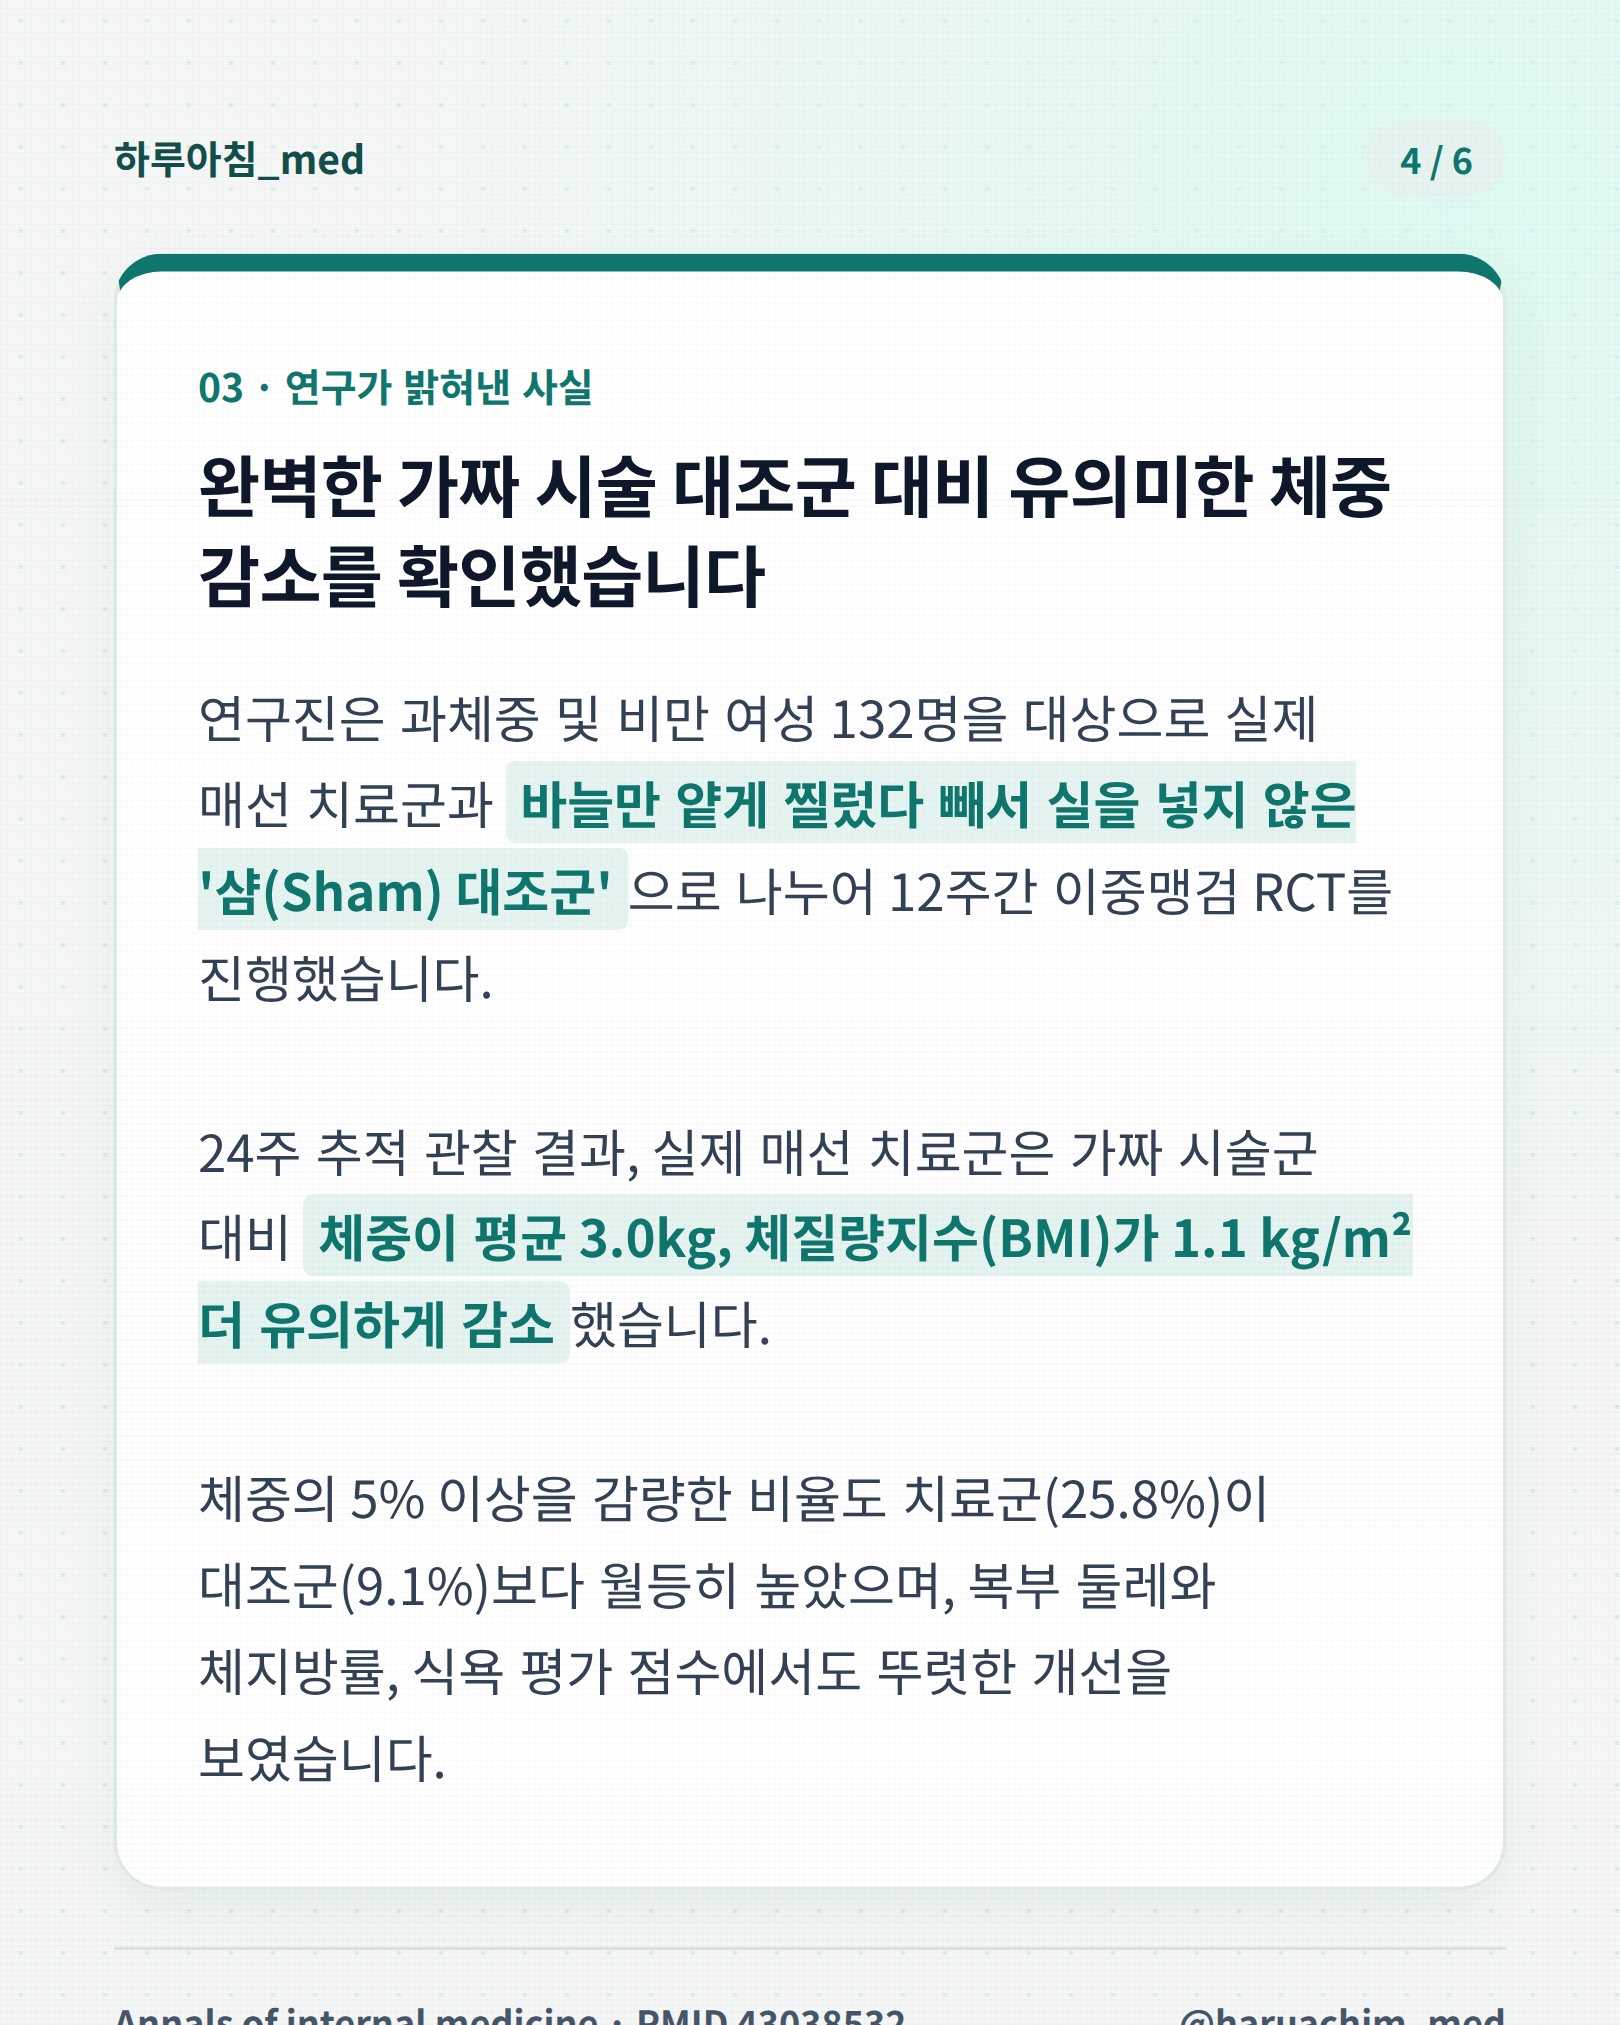 하루아침_med
4 / 6
03 · 연구가 밝혀낸 사실
완벽한 가짜 시술 대조군 대비 유의미한 체중
감소를 확인했습니다
연구진은 과체중 및 비만 여성 132명을 대상으로 실제
매선 치료군과 바늘만 얕게 찔렀다 빼서 실을 넣지 않은
'샴(Sham) 대조군' 으로 나누어 12주간 이중맹검 RCT를
진행했습니다.
24주 추적 관찰 결과, 실제 매선 치료군은 가짜 시술군
대비 체중이 평균 3.0kg, 체질량지수(BMI)가 1.1 kg/m²
더 유의하게 감소 했습니다.
체중의 5% 이상을 감량한 비율도 치료군(25.8%)이
대조군(9.1%)보다 월등히 높았으며, 복부 둘레와
체지방률, 식욕 평가 점수에서도 뚜렷한 개선을
보였습니다.
Annals of internal medicine · PMID 43038532
@haruachim_med